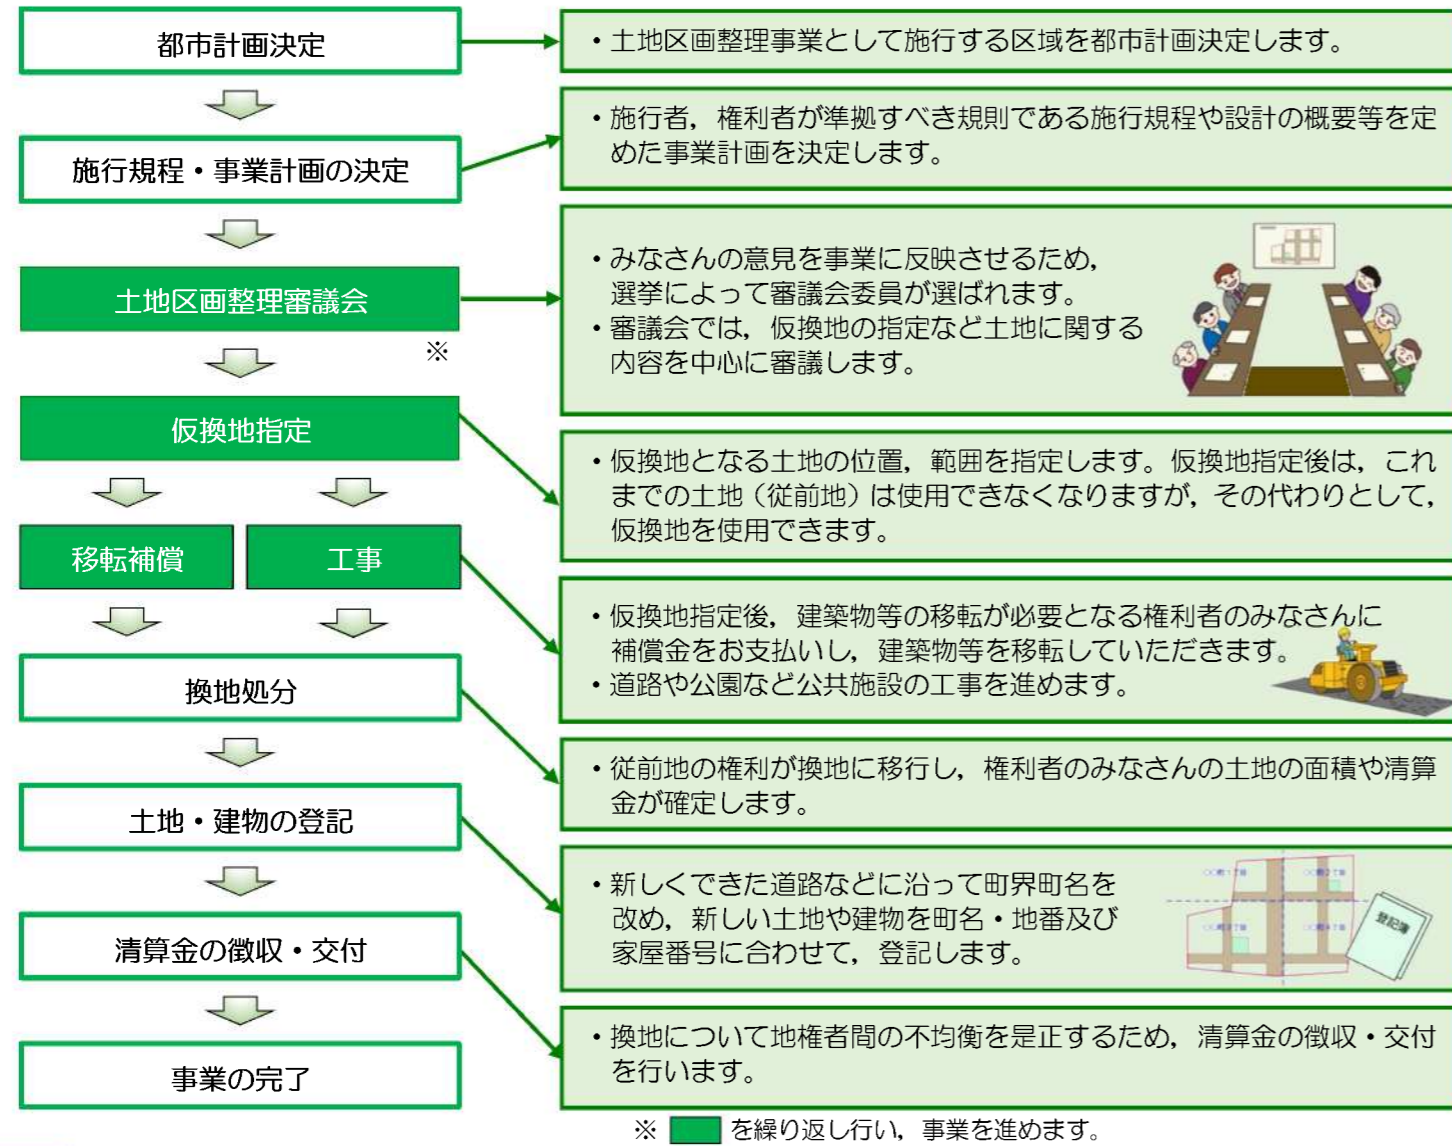 都市計画決定
・土地区画整理事業として施行する区域を都市計画決定します。
施行規程・事業計画の決定
・施行者，権利者が準拠すべき規則である施行規程や設計の概要等を定
めた事業計画を決定します。
土地区画整理審議会
※
・みなさんの意見を事業に反映させるため，
選挙によって審議会委員が選ばれます。
・審議会では，仮換地の指定など土地に関する
内容を中心に審議します。
仮換地指定
・仮換地となる土地の位置，範囲を指定します。仮換地指定後は，これ
までの土地（従前地）は使用できなくなりますが，その代わりとして，
仮換地を使用できます。
移転補償
工事
・仮換地指定後，建築物等の移転が必要となる権利者のみなさんに
補償金をお支払いし，建築物等を移転していただきます。
・道路や公園など公共施設の工事を進めます。
換地処分
・従前地の権利が換地に移行し，権利者のみなさんの土地の面積や清算
金が確定します。
土地・建物の登記
・新しくできた道路などに沿って町界町名を
改め，新しい土地や建物を町名・地番及び
家屋番号に合わせて，登記します。
〇〇町1丁目
〇〇町2丁目
〇〇町3丁目
〇〇町4丁目
登記簿
清算金の徴収・交付
・換地について地権者間の不均衡を是正するため，清算金の徴収・交付
を行います。
事業の完了
※ を繰り返し行い，事業を進めます。